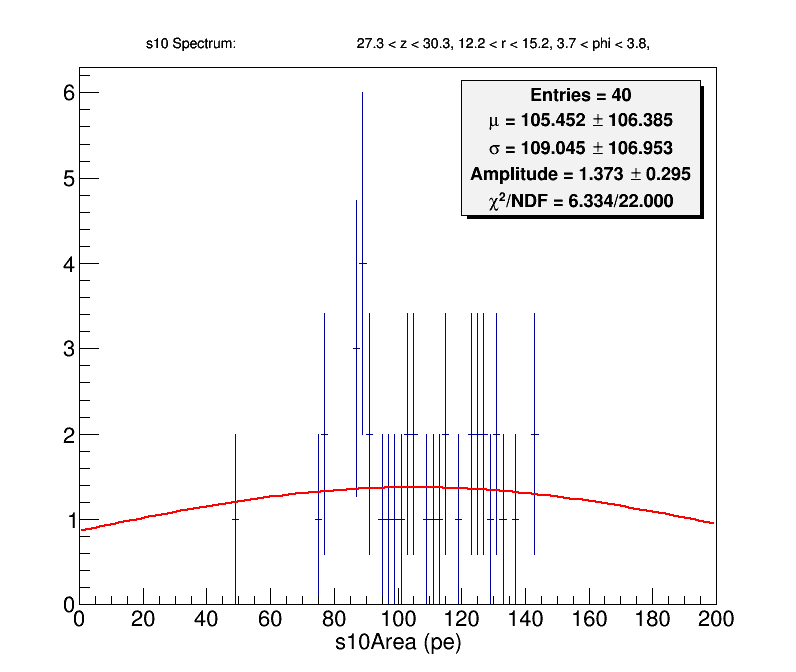 s10 Spectrum: 27.3 < z < 30.3, 12.2 < r < 15.2, 3.7 < phi < 3.8,
Entries = 40
μ = 105.452 ± 106.385
σ = 109.045 ± 106.953
Amplitude = 1.373 ± 0.295
χ²/NDF = 6.334/22.000
6
5
4
3
2
1
0
0 20 40 60 80 100 120 140 160 180 200
s10Area (pe)